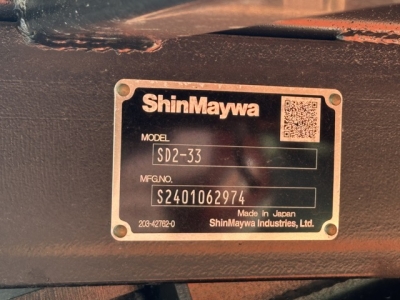 ShinMaywa
MODEL
SD2-33
MFG.NO.
S2401062974
Made in Japan
203-42762-0 ShinMaywa Industries, Ltd.